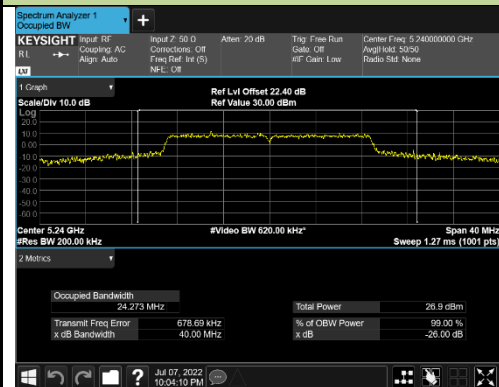 Spectrum Analyzer 1
Occupied BW
KEYSIGHT Input: RF Input Z: 50 Ω Atten: 20 dB Trig: Free Run Center Freq: 5.240000000 GHz
RL Coupling: AC Corrections: Off Gate: Off Avg|Hold: 50/50
Align: Auto Freq Ref: Int (S) #IF Gain: Low Radio Std: None
NFE: Off
LXI
1 Graph
Ref Lvl Offset 22.40 dB
Scale/Div 10.0 dB Ref Value 30.00 dBm
Log
20.0
10.0
0.00
-10.0
-20.0
-30.0
-40.0
-50.0
-60.0
Center 5.24 GHz #Video BW 620.00 kHz* Span 40 MHz
#Res BW 200.00 kHz Sweep 1.27 ms (1001 pts)
2 Metrics
Occupied Bandwidth
24.273 MHz Total Power 26.9 dBm
Transmit Freq Error 678.69 kHz % of OBW Power 99.00 %
x dB Bandwidth 40.00 MHz x dB -26.00 dB
Jul 07, 2022
10:04:10 PM